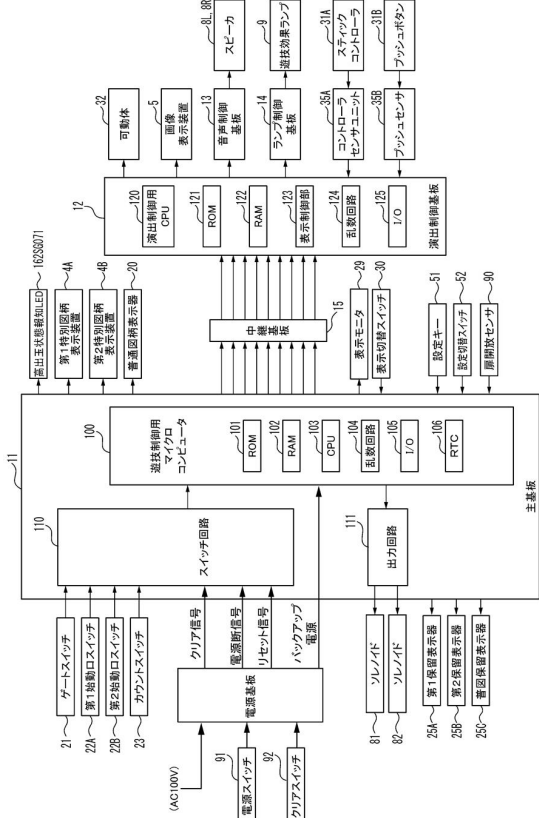 11
主基板
110
スイッチ回路
100
遊技制御用
マイクロ
コンピュータ
101
ROM
102
RAM
103
CPU
104
乱数回路
105
I/O
106
RTC
111
出力回路
21
ゲートスイッチ
22A
第1始動口スイッチ
22B
第2始動口スイッチ
23
カウントスイッチ
クリア信号
電源断信号
リセット信号
バックアップ
電源
電源基板
(AC100V)
91
電源スイッチ
92
クリアスイッチ
81
ソレノイド
82
ソレノイド
25A
第1保留表示器
25B
第2保留表示器
25C
普図保留表示器
高出玉状態報知LED
162SG071
第1特別図柄
表示装置
4A
第2特別図柄
表示装置
4B
普通図柄表示器
20
中継基板
15
表示モニタ
29
表示切替スイッチ
30
設定キー
51
設定切替スイッチ
52
扉開放センサ
90
12
演出制御基板
120
演出制御用
CPU
121
ROM
122
RAM
123
表示制御部
124
乱数回路
125
I/O
可動体
32
画像
表示装置
5
音声制御
基板
13
スピーカ
8L, 8R
ランプ制御
基板
14
遊技効果ランプ
9
コントローラ
センサユニット
35A
スティック
コントローラ
31A
プッシュセンサ
35B
プッシュボタン
31B